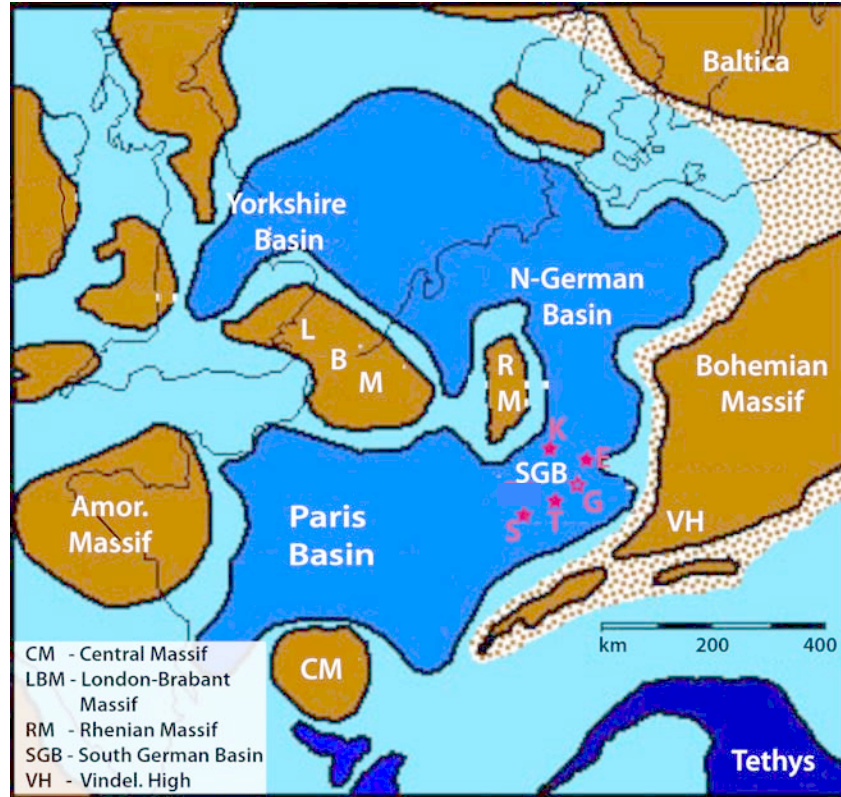 Baltica
Yorkshire
Basin
N-German
Basin
L
B
M
R
M
Bohemian
Massif
K
E
SGB
G
S
T
Amor.
Massif
Paris
Basin
VH
km 200 400
CM
Tethys
CM - Central Massif
LBM - London-Brabant
Massif
RM - Rhenian Massif
SGB - South German Basin
VH - Vindel. High